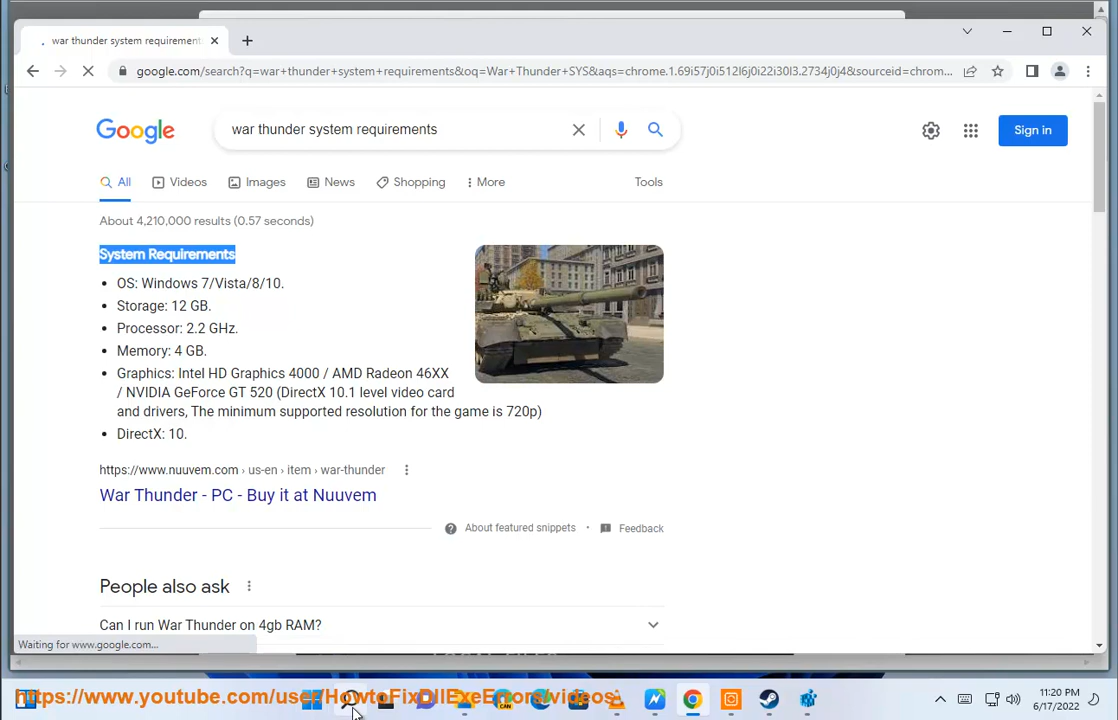 war thunder system requirement
google.com/search?q=war+thunder+system+requirements&oq=War+Thunder+SYS&aqs=chrome.1.69i57j0i512l6j0i22i30l3.2734j0j4&sourceid=chrom...
Google
war thunder system requirements
Sign in
All
Videos
Images
News
Shopping
More
Tools
About 4,210,000 results (0.57 seconds)
System Requirements
• OS: Windows 7/Vista/8/10.
• Storage: 12 GB.
• Processor: 2.2 GHz.
• Memory: 4 GB.
• Graphics: Intel HD Graphics 4000 / AMD Radeon 46XX
/ NVIDIA GeForce GT 520 (DirectX 10.1 level video card
and drivers, The minimum supported resolution for the game is 720p)
• DirectX: 10.
https://www.nuuvem.com › us-en › item › war-thunder
War Thunder - PC - Buy it at Nuuvem
About featured snippets
• Feedback
People also ask
Can I run War Thunder on 4gb RAM?
Waiting for www.google.com...
https://www.youtube.com/user/HowtoFixDllExeErrors/videos
11:20 PM
6/17/2022